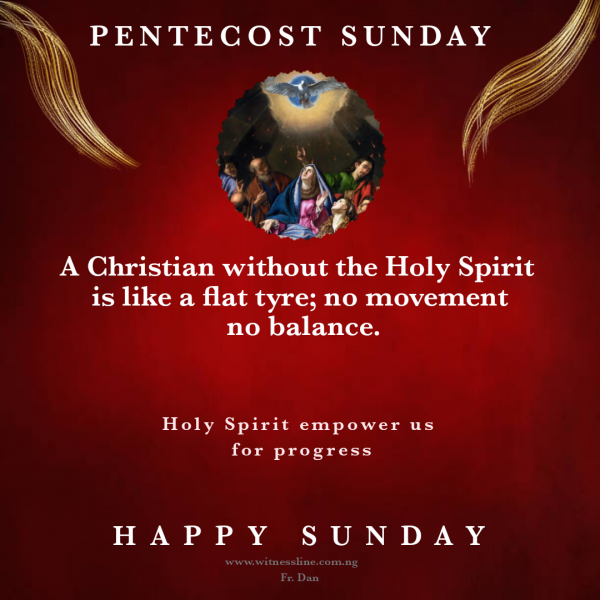 PENTECOST SUNDAY
A Christian without the Holy Spirit
is like a flat tyre; no movement
no balance.
Holy Spirit empower us
for progress
HAPPY SUNDAY
www.witnessline.com.ng
Fr. Dan